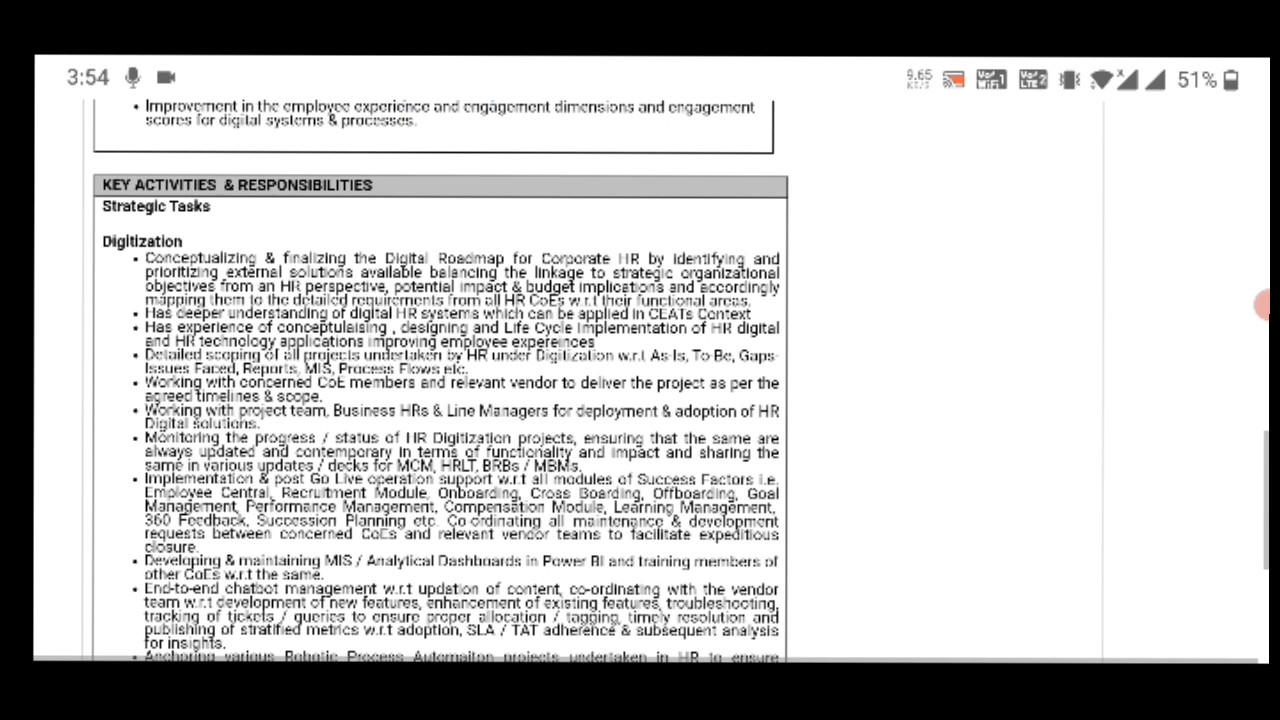 3:54
9.65
51%
• Improvement in the employee experience and engagement dimensions and engagement
scores for digital systems & processes.
KEY ACTIVITIES & RESPONSIBILITIES
Strategic Tasks
Digitization
• Conceptualizing & finalizing the Digital Roadmap for Corporate HR by identifying and
prioritizing external solutions available balancing the linkage to strategic organizational
objectives from an HR perspective, potential impact & budget implications and accordingly
mapping them to the detailed requirements from all HR CoEs w.r.t their functional areas.
• Has deeper understanding of digital HR systems which can be applied in CEATs Context
• Has experience of conceptulaising , designing and Life Cycle Implementation of HR digital
and HR technology applications improving employee expereinces
• Detailed scoping of all projects undertaken by HR under Digitization w.r.t As-Is, To-Be, Gaps-
Issues Faced, Reports, MIS, Process Flows etc.
• Working with concerned CoE members and relevant vendor to deliver the project as per the
agreed timelines & scope.
• Working with project team, Business HRs & Line Managers for deployment & adoption of HR
Digital solutions.
• Monitoring the progress / status of HR Digitization projects, ensuring that the same are
always updated and contemporary in terms of functionality and impact and sharing the
same in various updates / decks for MCM, HRLT, BRBs / MBMs.
• Implementation & post Go Live operation support w.r.t all modules of Success Factors i.e.
Employee Central, Recruitment Module, Onboarding, Cross Boarding, Offboarding, Goal
Management, Performance Management, Compensation Module, Learning Management,
360 Feedback, Succession Planning etc. Co-ordinating all maintenance & development
requests between concerned CoEs and relevant vendor teams to facilitate expeditious
closure.
• Developing & maintaining MIS / Analytical Dashboards in Power BI and training members of
other CoEs w.r.t the same.
• End-to-end chatbot management w.r.t updation of content, co-ordinating with the vendor
team w.r.t development of new features, enhancement of existing features, troubleshooting,
tracking of tickets / queries to ensure proper allocation / tagging, timely resolution and
publishing of stratified metrics w.r.t adoption, SLA / TAT adherence & subsequent analysis
for insights.
• Anchoring various Robotic Process Automaiton projects undertaken in HR to ensure